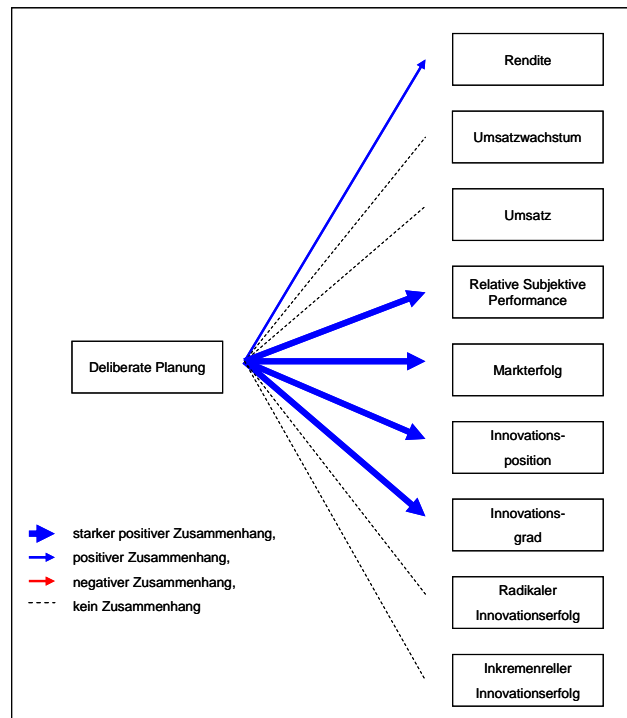 Rendite
Umsatzwachstum
Umsatz
Relative Subjektive
Performance
Deliberate Planung
Markterfolg
Innovations-
position
Innovations-
grad
starker positiver Zusammenhang,
positiver Zusammenhang,
negativer Zusammenhang,
kein Zusammenhang
Radikaler
Innovationserfolg
Inkremenreller
Innovationserfolg